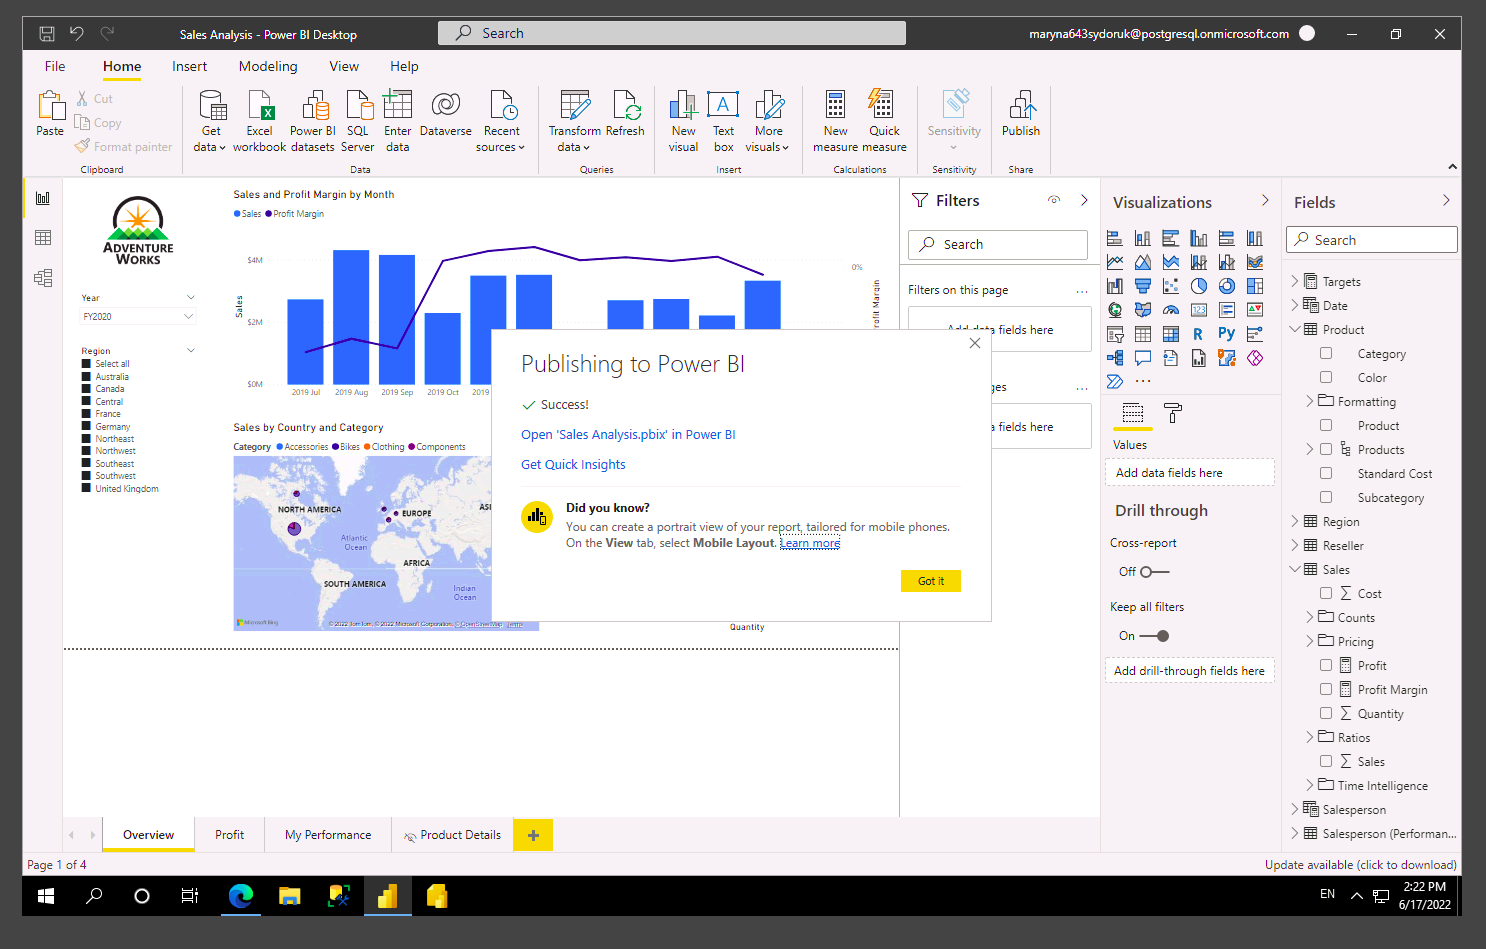 Sales Analysis - Power BI Desktop
Search
maryna643sydoruk@postgresql.onmicrosoft.com
File Home Insert Modeling View Help
Paste
Cut
Copy
Format painter
Clipboard
Get data
Excel workbook
Power BI datasets
SQL Server
Enter data
Dataverse
Recent sources
Data
Transform data
Refresh
Queries
New visual
Text box
More visuals
Insert
New measure
Quick measure
Calculations
Sensitivity
Sensitivity
Publish
Share
ADVENTURE
WORKS
Year
FY2020
Region
Select all
Australia
Canada
Central
France
Germany
Northeast
Northwest
Southeast
Southwest
United Kingdom
Sales and Profit Margin by Month
Sales Profit Margin
$4M
$2M
$0M
Sales
0%
2019 Jul 2019 Aug 2019 Sep 2019 Oct 2019
Sales by Country and Category
Category Accessories Bikes Clothing Components
NORTH AMERICA
EUROPE
ASI
Atlantic
Ocean
AFRICA
SOUTH AMERICA
Indian
Ocean
Microsoft Bing
© 2022 TomTom, © 2022 Microsoft Corporation, © OpenStreetMap Terms
Quantity
Publishing to Power BI
Success!
Open 'Sales Analysis.pbix' in Power BI
Get Quick Insights
Did you know?
You can create a portrait view of your report, tailored for mobile phones.
On the View tab, select Mobile Layout. Learn more
Got it
Filters
Search
Filters on this page
...
Add data fields here
ges
...
a fields here
Visualizations
123
R
Py
...
Values
Add data fields here
Drill through
Cross-report
Off
Keep all filters
On
Add drill-through fields here
Fields
Search
Targets
Date
Product
Category
Color
Formatting
Product
Products
Standard Cost
Subcategory
Region
Reseller
Sales
Cost
Counts
Pricing
Profit
Profit Margin
Quantity
Ratios
Sales
Time Intelligence
Salesperson
Salesperson (Performan...
Overview Profit My Performance Product Details +
Page 1 of 4
Update available (click to download)
EN
2:22 PM
6/17/2022